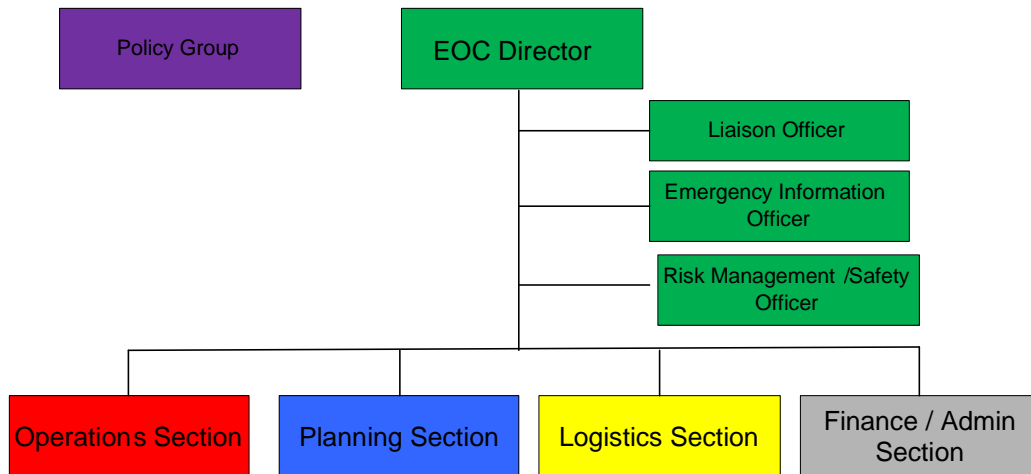 Policy Group
EOC Director
Liaison Officer
Emergency Information
Officer
Risk Management /Safety
Officer
Operations Section
Planning Section
Logistics Section
Finance / Admin
Section